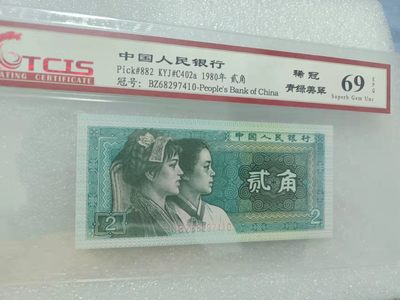 TCIS
RATING CERTIFICATE
中国人民银行
Pick#882 KYJ#C402a 1980年 贰角
冠号: BZ68297410-People's Bank of China
稀冠
青绿美翠
69 EPQ
Superb Gem Unc
中国人民银行
贰角
2
2
BZ68297410